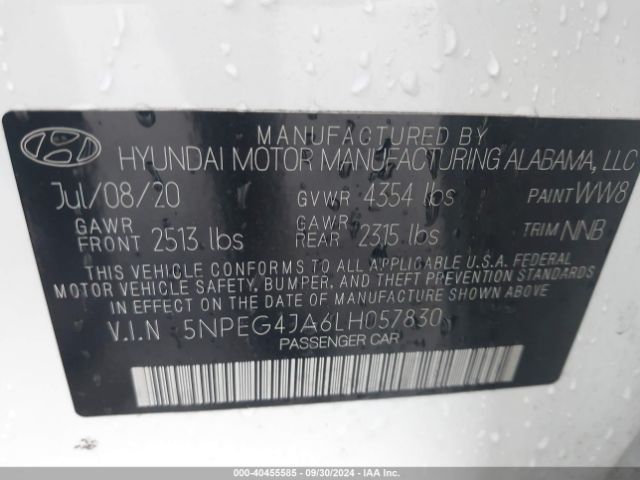 MANUFACTURED BY
HYUNDAI MOTOR MANUFACTURING ALABAMA, LLC
Jul/08/20 GVWR 4354 lbs PAINT WW8
GAWR FRONT 2513 lbs GAWR REAR 2315 lbs TRIM NNB
THIS VEHICLE CONFORMS TO ALL APPLICABLE U.S.A. FEDERAL
MOTOR VEHICLE SAFETY, BUMPER, AND THEFT PREVENTION STANDARDS
IN EFFECT ON THE DATE OF MANUFACTURE SHOWN ABOVE.
V.I.N 5NPEG4JA6LH057830
PASSENGER CAR
000-40455585 - 09/30/2024 - IAAI.COM